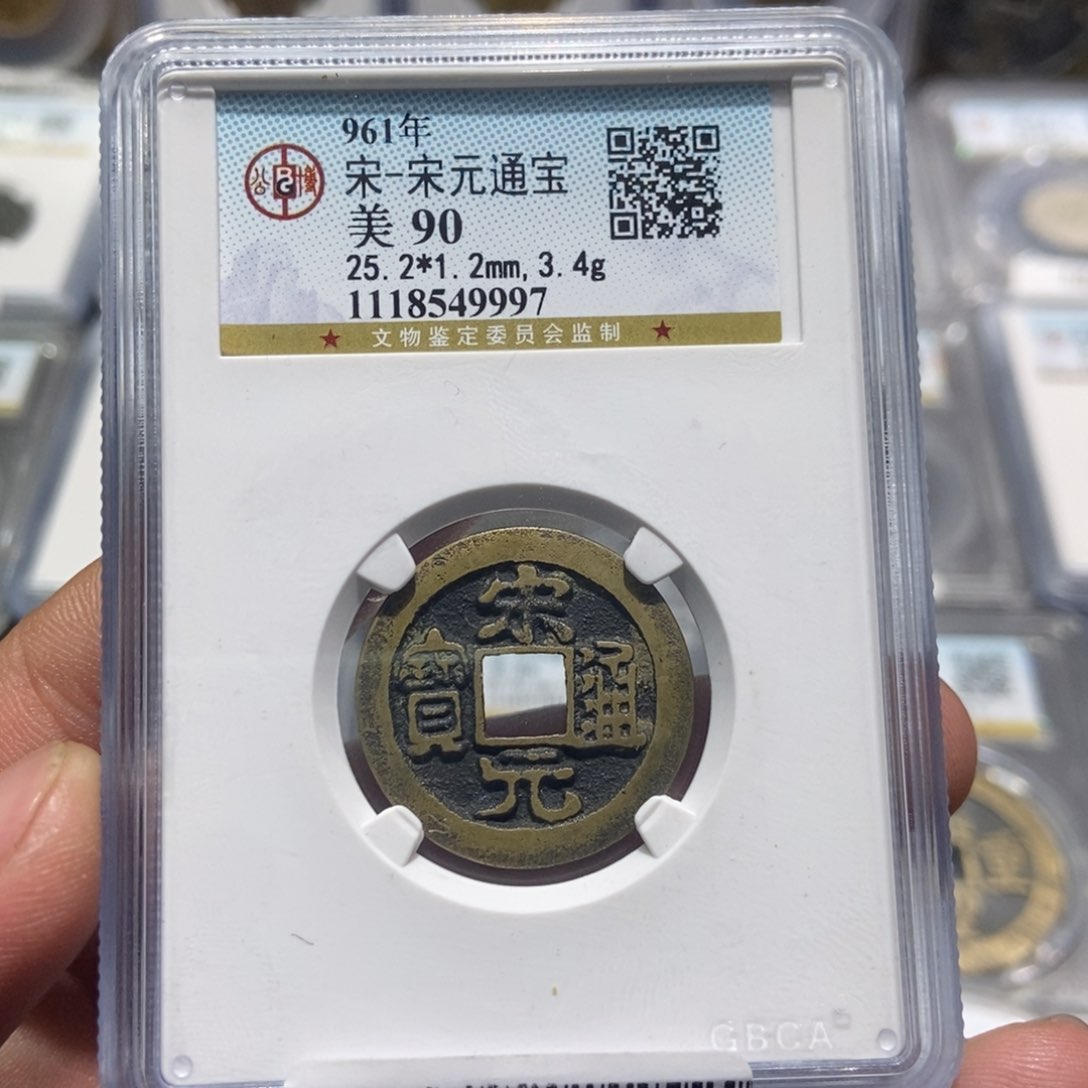 961年
宋-宋元通宝
美 90
25.2*1.2mm,3.4g
1118549997
★ 文物鉴定委员会监制 ★
宋
寶 通
元
GBCA